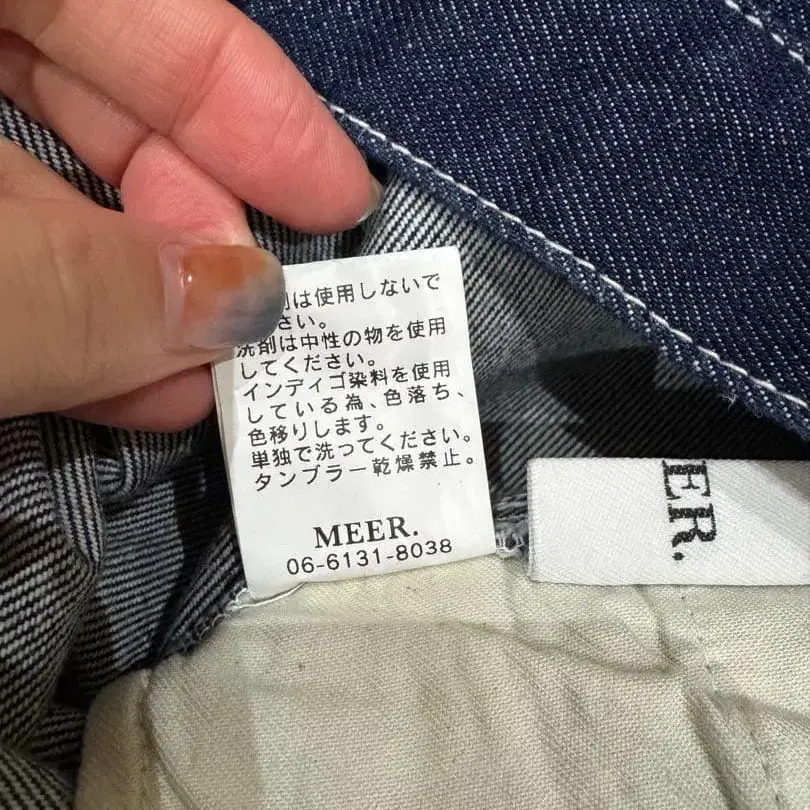 剤は使用しないで
さい。
洗剤は中性の物を使用
してください。
インディゴ染料を使用
している為、色落ち、
色移りします。
単独で洗ってください。
タンブラー乾燥禁止。
MEER.
06-6131-8038
ER.